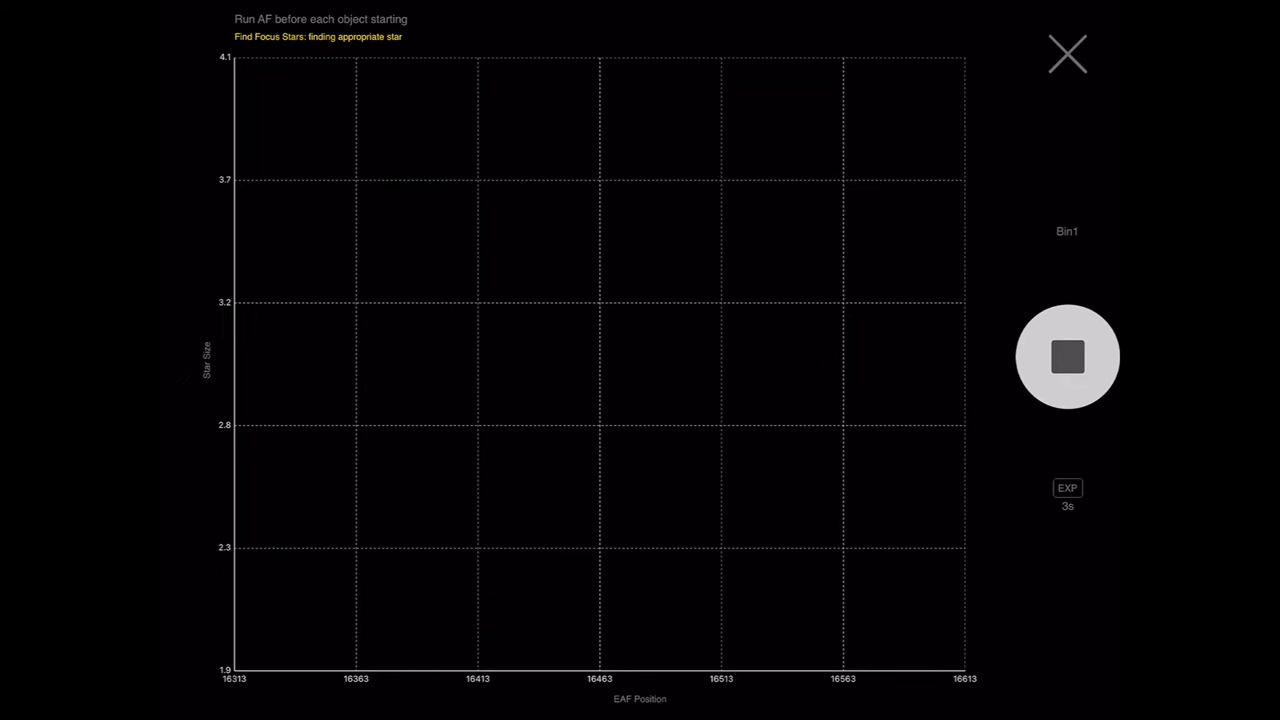 Run AF before each object starting
Find Focus Stars: finding appropriate star
4.1
3.7
3.2
2.8
2.3
1.9
Star Size
16313 16363 16413 16463 16513 16563 16613
EAF Position
Bin1
EXP
3s